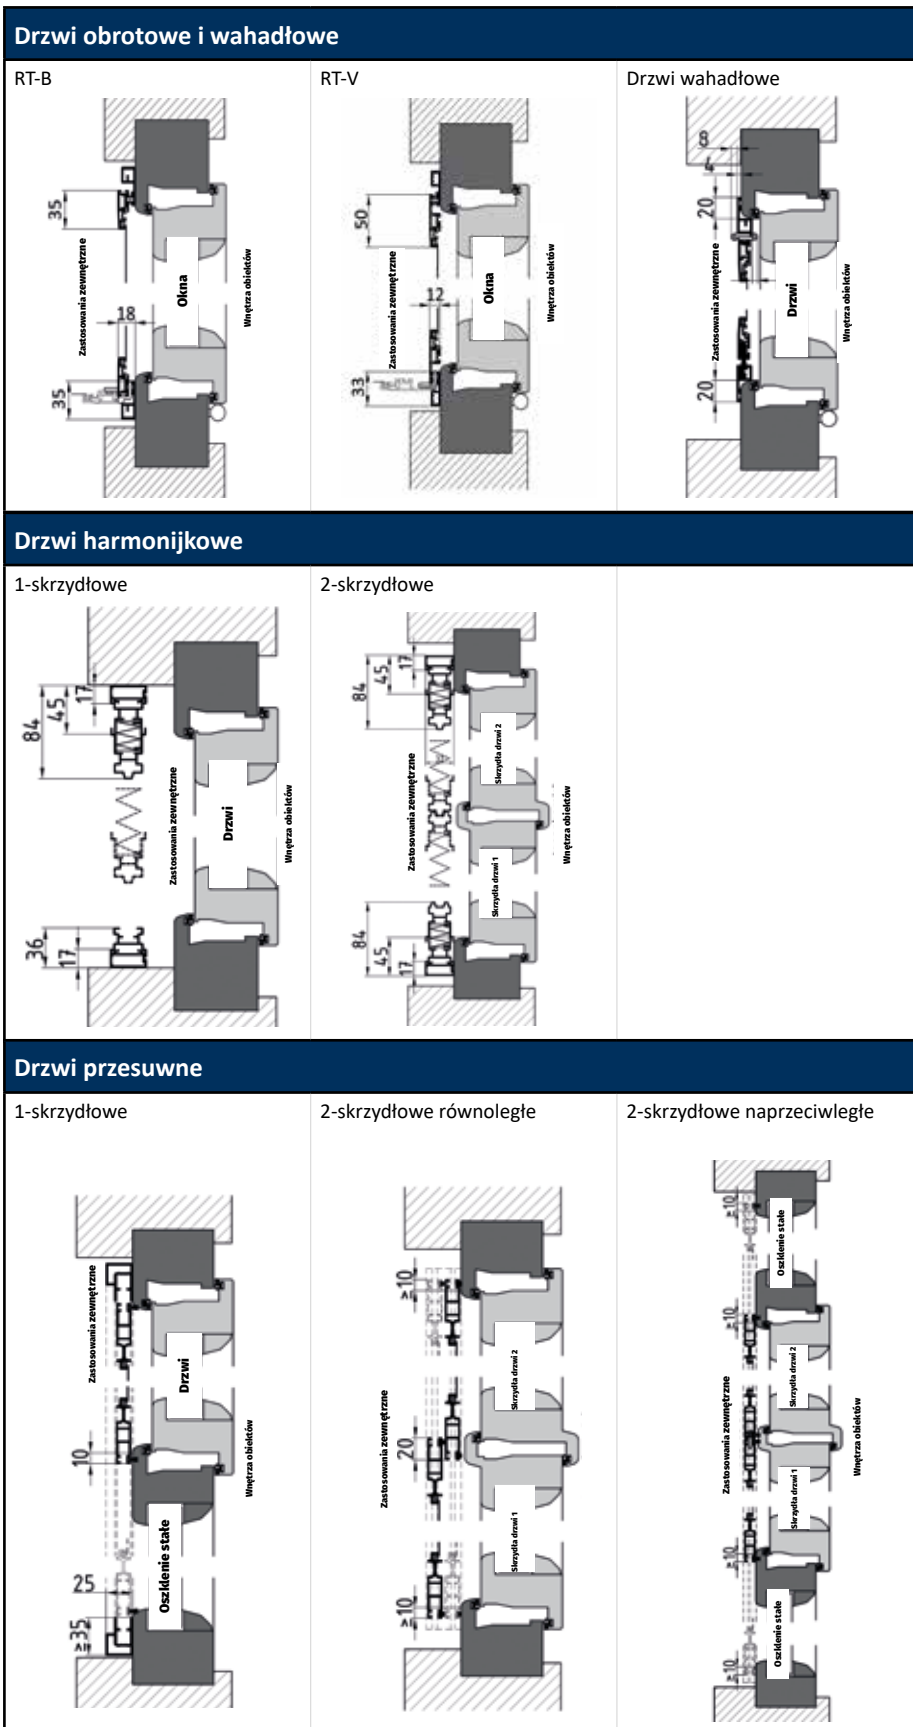 Drzwi obrotowe i wahadłowe
RT-B
RT-V
Drzwi wahadłowe
35
Zastosowania zewnętrzne
Okna
Wnętrza obiektów
18
35
50
Zastosowania zewnętrzne
Okna
Wnętrza obiektów
12
33
8
4
20
Zastosowania zewnętrzne
Drzwi
Wnętrza obiektów
20
Drzwi harmonijkowe
1-skrzydłowe
2-skrzydłowe
84
45
17
Zastosowania zewnętrzne
Drzwi
Wnętrza obiektów
36
17
84
45
17
Zastosowania zewnętrzne
Skrzydła drzwi 2
Skrzydła drzwi 1
Wnętrza obiektów
84
45
17
Drzwi przesuwne
1-skrzydłowe
2-skrzydłowe równoległe
2-skrzydłowe naprzeciwległe
Zastosowania zewnętrzne
Drzwi
10
Wnętrza obiektów
Oszklenie stałe
25
≥35
≥10
Zastosowania zewnętrzne
20
Skrzydła drzwi 2
Skrzydła drzwi 1
≥10
≥10
Oszklenie stałe
≥10
Zastosowania zewnętrzne
Skrzydła drzwi 2
Skrzydła drzwi 1
Wnętrza obiektów
≥10
Oszklenie stałe
≥10